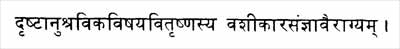 दृष्टानुश्रविकविषयवितृष्णस्य वशीकारसंज्ञावैराग्यम् ।